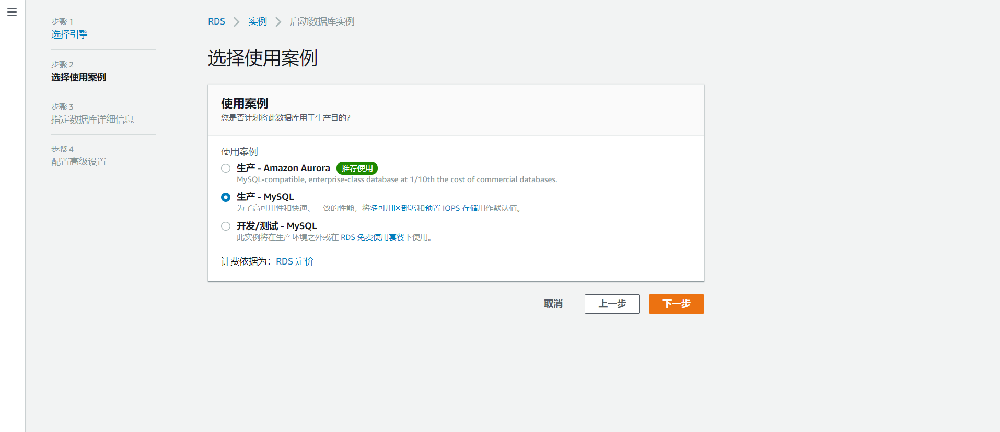 步骤 1
选择引擎
步骤 2
选择使用案例
步骤 3
指定数据库详细信息
步骤 4
配置高级设置
RDS 实例 启动数据库实例
选择使用案例
使用案例
您是否计划将此数据库用于生产目的?
使用案例
生产 - Amazon Aurora 推荐使用
MySQL-compatible, enterprise-class database at 1/10th the cost of commercial databases.
生产 - MySQL
为了高可用性和快速、一致的性能，将多可用区部署和预置 IOPS 存储用作默认值。
开发/测试 - MySQL
此实例将在生产环境之外或在 RDS 免费使用套餐下使用。
计费依据为：RDS 定价
取消 上一步 下一步